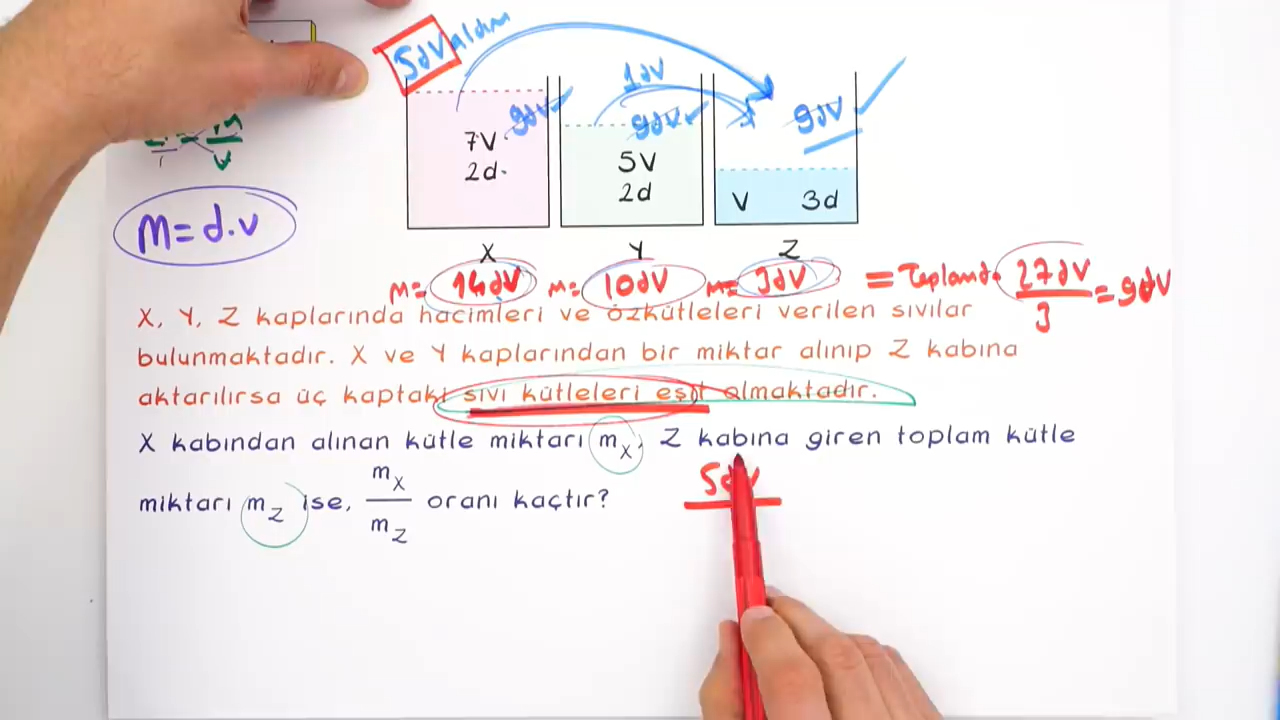 5dV aldım
1dV
9dV
9dV
9dV
7V
2d
5V
2d
V 3d
m
V
M=d.V
X Y Z
M= 14dV M= 10dV M= 3dV = Toplamda 27dV/3 = 9dV
X, Y, Z kaplarında hacimleri ve özkütleleri verilen sıvılar
bulunmaktadır. X ve Y kaplarından bir miktar alınıp Z kabına
aktarılırsa üç kaptaki sıvı kütleleri eşit olmaktadır.
X kabından alınan kütle miktarı mX, Z kabına giren toplam kütle
miktarı mZ ise, mX/mZ oranı kaçtır?
5dV